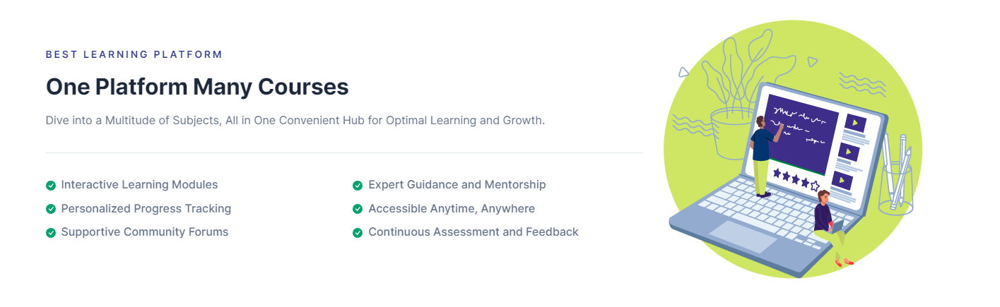 BEST LEARNING PLATFORM
One Platform Many Courses
Dive into a Multitude of Subjects, All in One Convenient Hub for Optimal Learning and Growth.
Interactive Learning Modules
Expert Guidance and Mentorship
Personalized Progress Tracking
Accessible Anytime, Anywhere
Supportive Community Forums
Continuous Assessment and Feedback